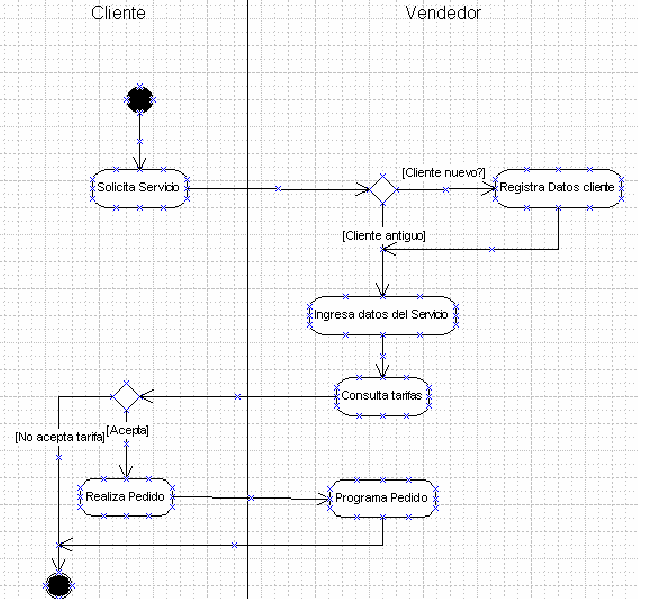 Cliente
Vendedor
[Cliente nuevo?]
Solicita Servicio
Registra Datos cliente
[Cliente antiguo]
Ingresa datos del Servicio
Consulta tarifas
[No acepta tarifa]
[Acepta]
Realiza Pedido
Programa Pedido